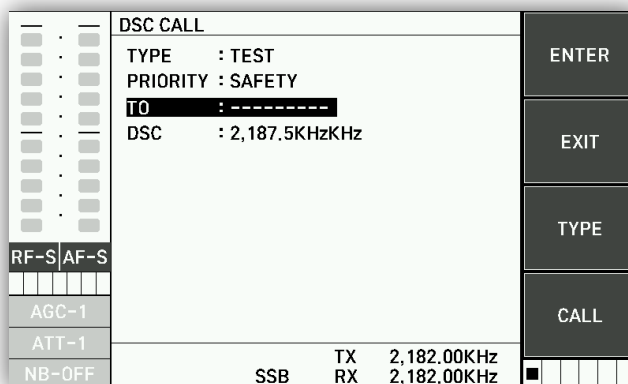 DSC CALL
TYPE : TEST
PRIORITY : SAFETY
TO : ---------
DSC : 2,187.5KHzKHz
RF-S AF-S
AGC-1
ATT-1
NB-OFF
TX 2,182.00KHz
SSB RX 2,182.00KHz
ENTER
EXIT
TYPE
CALL